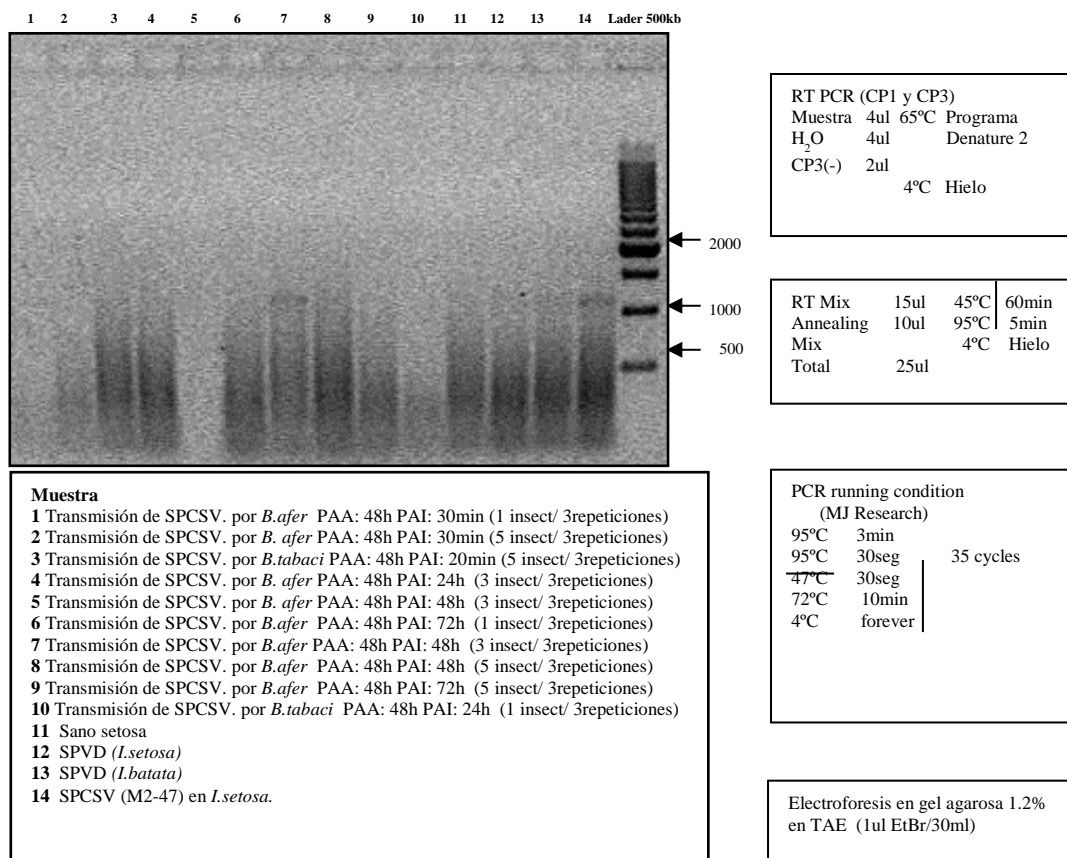 1 2 3 4 5 6 7 8 9 10 11 12 13 14 Lader 500kb
2000
1000
500
Muestra
1 Transmisión de SPCSV. por B.afer PAA: 48h PAI: 30min (1 insect/ 3repeticiones)
2 Transmisión de SPCSV. por B. afer PAA: 48h PAI: 30min (5 insect/ 3repeticiones)
3 Transmisión de SPCSV. por B.tabaci PAA: 48h PAI: 20min (5 insect/ 3repeticiones)
4 Transmisión de SPCSV. por B. afer PAA: 48h PAI: 24h (3 insect/ 3repeticiones)
5 Transmisión de SPCSV. por B. afer PAA: 48h PAI: 48h (3 insect/ 3repeticiones)
6 Transmisión de SPCSV. por B.afer PAA: 48h PAI: 72h (1 insect/ 3repeticiones)
7 Transmisión de SPCSV. por B.afer PAA: 48h PAI: 48h (3 insect/ 3repeticiones)
8 Transmisión de SPCSV. por B.afer PAA: 48h PAI: 48h (5 insect/ 3repeticiones)
9 Transmisión de SPCSV. por B.afer PAA: 48h PAI: 72h (5 insect/ 3repeticiones)
10 Transmisión de SPCSV. por B.tabaci PAA: 48h PAI: 24h (1 insect/ 3repeticiones)
11 Sano setosa
12 SPVD (I.setosa)
13 SPVD (I.batata)
14 SPCSV (M2-47) en I.setosa.
RT PCR (CP1 y CP3)
Muestra 4ul 65ºC Programa
H2O 4ul Denature 2
CP3(-) 2ul
4ºC Hielo
RT Mix 15ul 45ºC 60min
Annealing 10ul 95ºC 5min
Mix 4ºC Hielo
Total 25ul
PCR running condition
(MJ Research)
95ºC 3min
95ºC 30seg 35 cycles
47ºC 30seg
72ºC 10min
4ºC forever
Electroforesis en gel agarosa 1.2%
en TAE (1ul EtBr/30ml)